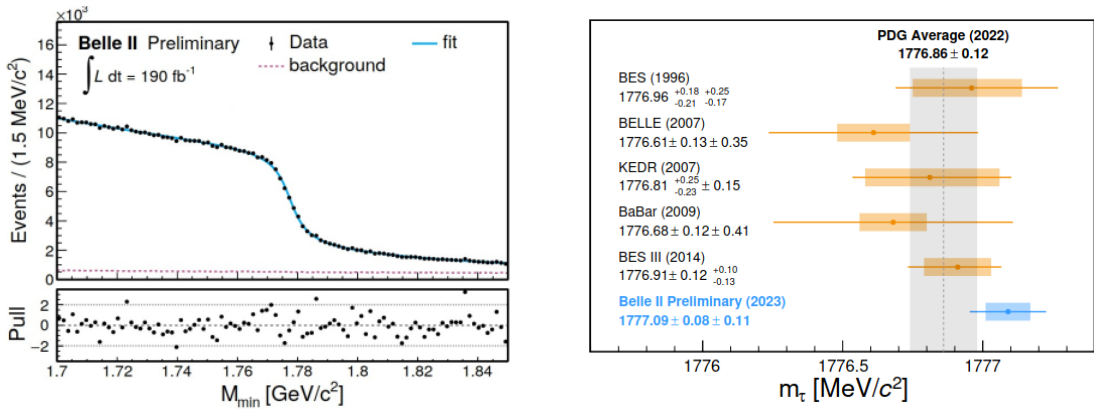 ×10³
16
14
12
10
8
6
4
2
0
Events / (1.5 MeV/c²)
Belle II Preliminary
∫L dt = 190 fb⁻¹
Data
fit
background
2
0
−2
Pull
1.7 1.72 1.74 1.76 1.78 1.8 1.82 1.84
M_min [GeV/c²]
PDG Average (2022)
1776.86 ± 0.12
BES (1996)
1776.96 +0.18 -0.21 +0.25 -0.17
BELLE (2007)
1776.61 ± 0.13 ± 0.35
KEDR (2007)
1776.81 +0.25 -0.23 ± 0.15
BaBar (2009)
1776.68 ± 0.12 ± 0.41
BES III (2014)
1776.91 ± 0.12 +0.10 -0.13
Belle II Preliminary (2023)
1777.09 ± 0.08 ± 0.11
1776 1776.5 1777
m_τ [MeV/c²]